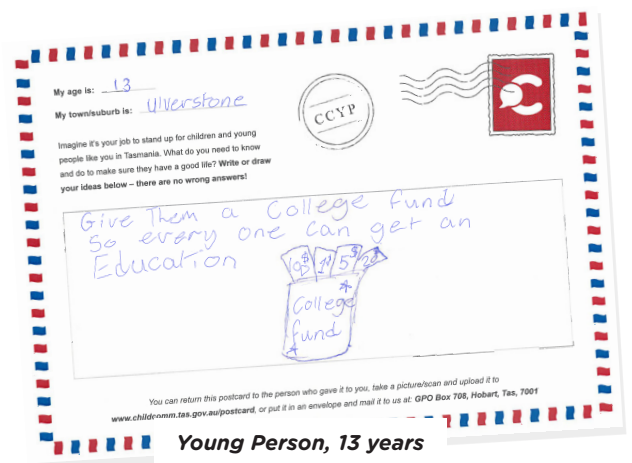 My age is: 13
My town/suburb is: Ulverstone
CCYP
Imagine it's your job to stand up for children and young
people like you in Tasmania. What do you need to know
and do to make sure they have a good life? Write or draw
your ideas below – there are no wrong answers!
Give Them a College fund
So every one can get an
Education
10$ 1$ 5$ 2$
College
fund
You can return this postcard to the person who gave it to you, take a picture/scan and upload it to
www.childcomm.tas.gov.au/postcard, or put it in an envelope and mail it to us at: GPO Box 708, Hobart, Tas, 7001
Young Person, 13 years